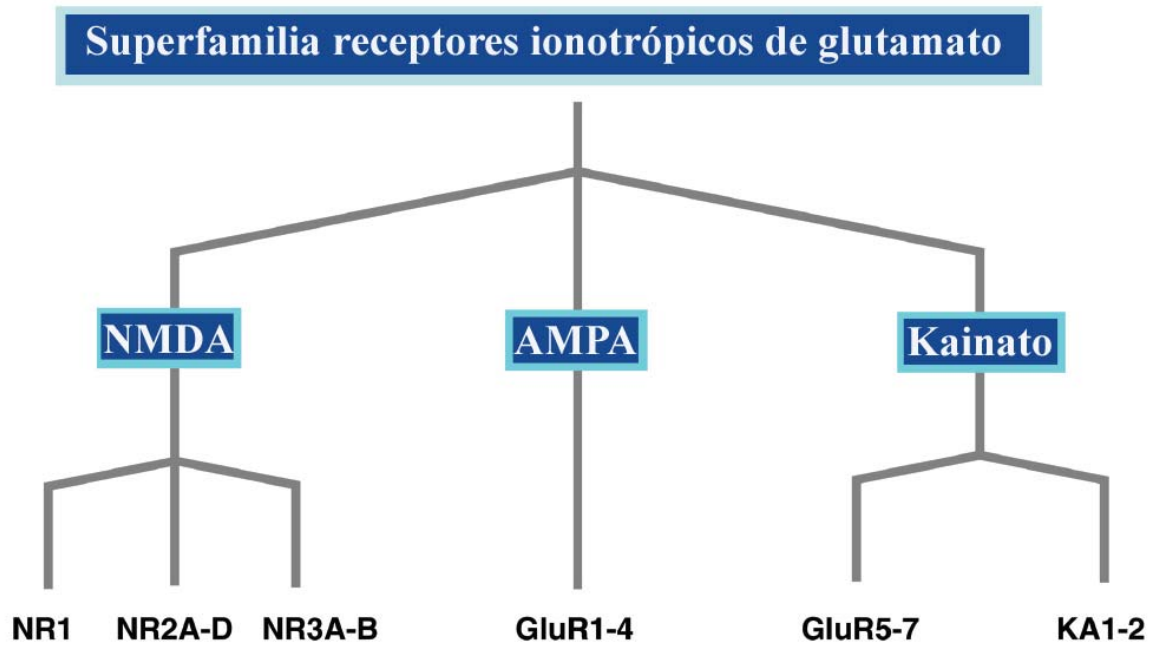 Superfamilia receptores ionotrópicos de glutamato
NMDA
AMPA
Kainato
NR1
NR2A-D
NR3A-B
GluR1-4
GluR5-7
KA1-2